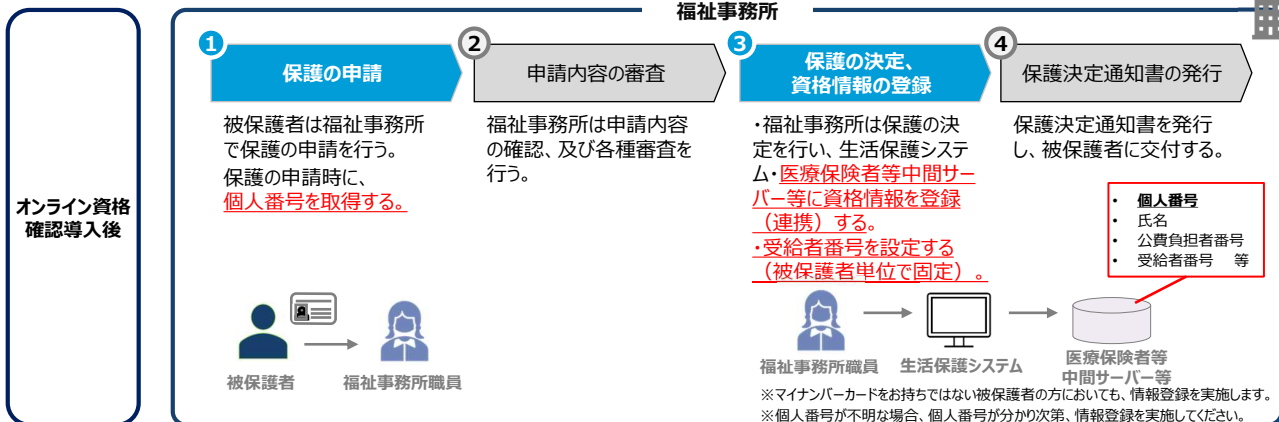 福祉事務所
オンライン資格
確認導入後
1
保護の申請
被保護者は福祉事務所
で保護の申請を行う。
保護の申請時に、
個人番号を取得する。
被保護者
福祉事務所職員
2
申請内容の審査
福祉事務所は申請内容
の確認、及び各種審査を
行う。
3
保護の決定、
資格情報の登録
・福祉事務所は保護の決
定を行い、生活保護システ
ム・医療保険者等中間サー
バー等に資格情報を登録
（連携）する。
・受給者番号を設定する
（被保護者単位で固定）。
4
保護決定通知書の発行
保護決定通知書を発行
し、被保護者に交付する。
• 個人番号
• 氏名
• 公費負担者番号
• 受給者番号　等
福祉事務所職員
生活保護システム
医療保険者等
中間サーバー等
※マイナンバーカードをお持ちではない被保護者の方においても、情報登録を実施します。
※個人番号が不明な場合、個人番号が分かり次第、情報登録を実施してください。